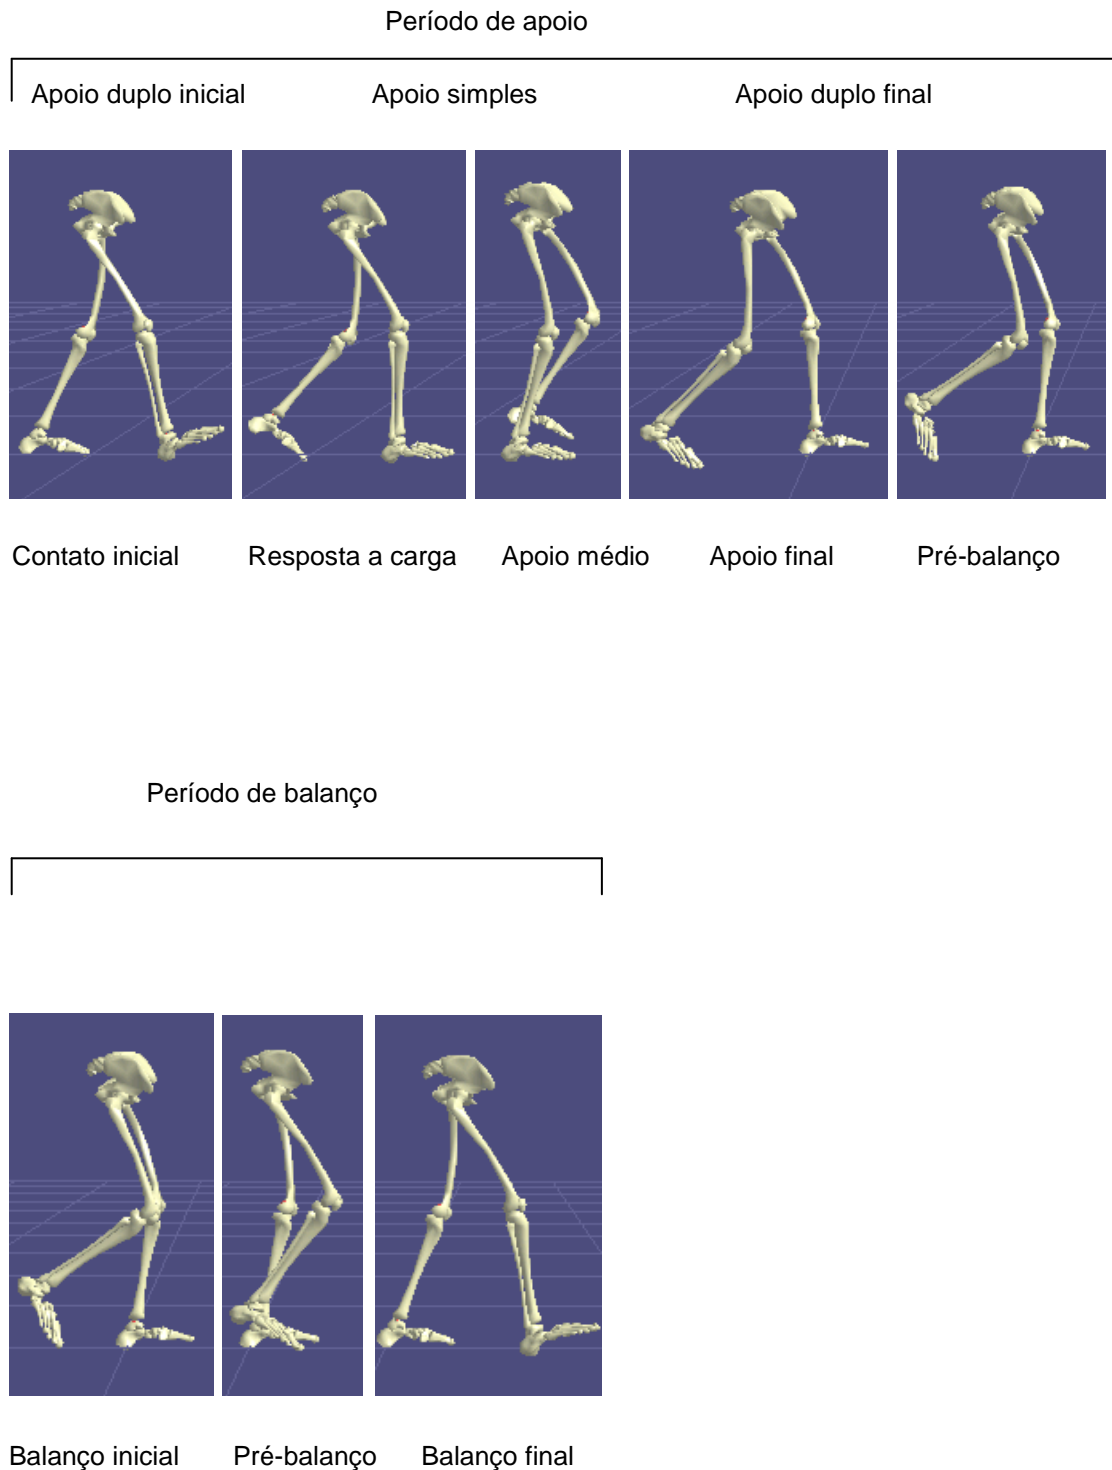 Período de apoio
Apoio duplo inicial Apoio simples Apoio duplo final
Contato inicial Resposta a carga Apoio médio Apoio final Pré-balanço
Período de balanço
Balanço inicial Pré-balanço Balanço final